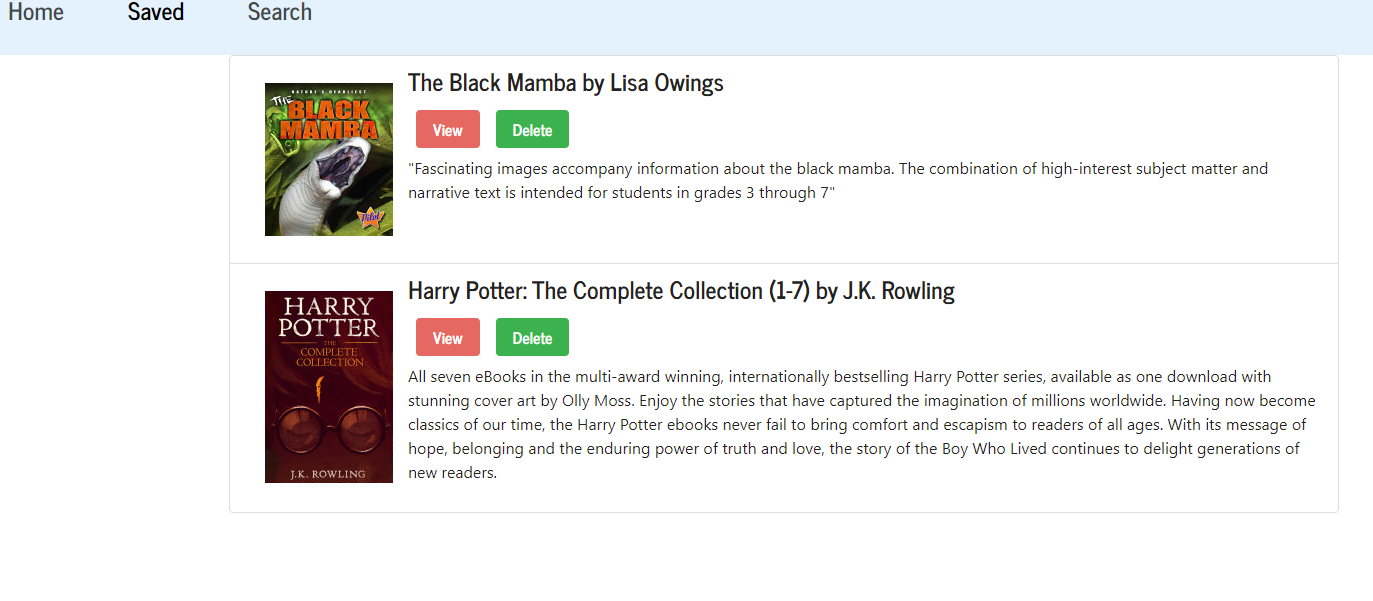 Home Saved Search
The Black Mamba by Lisa Owings
NATURE'S DEADLIEST
THE
BLACK
MAMBA
Pilot
View Delete
"Fascinating images accompany information about the black mamba. The combination of high-interest subject matter and
narrative text is intended for students in grades 3 through 7"
Harry Potter: The Complete Collection (1-7) by J.K. Rowling
HARRY
POTTER
THE
COMPLETE
COLLECTION
J.K. ROWLING
View Delete
All seven eBooks in the multi-award winning, internationally bestselling Harry Potter series, available as one download with
stunning cover art by Olly Moss. Enjoy the stories that have captured the imagination of millions worldwide. Having now become
classics of our time, the Harry Potter ebooks never fail to bring comfort and escapism to readers of all ages. With its message of
hope, belonging and the enduring power of truth and love, the story of the Boy Who Lived continues to delight generations of
new readers.